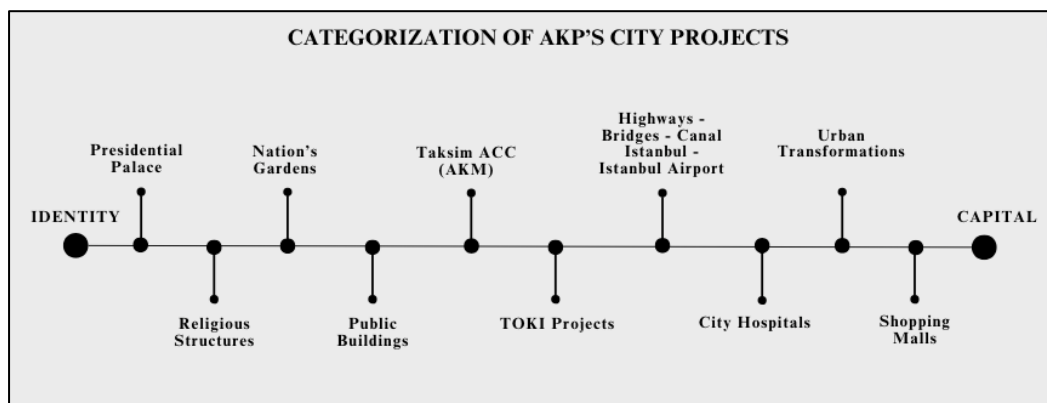 CATEGORIZATION OF AKP'S CITY PROJECTS
Highways -
Bridges - Canal
Istanbul -
Istanbul Airport
Presidential
Palace
Nation's
Gardens
Taksim ACC
(AKM)
Urban
Transformations
IDENTITY
CAPITAL
Religious
Structures
Public
Buildings
TOKI Projects
City Hospitals
Shopping
Malls